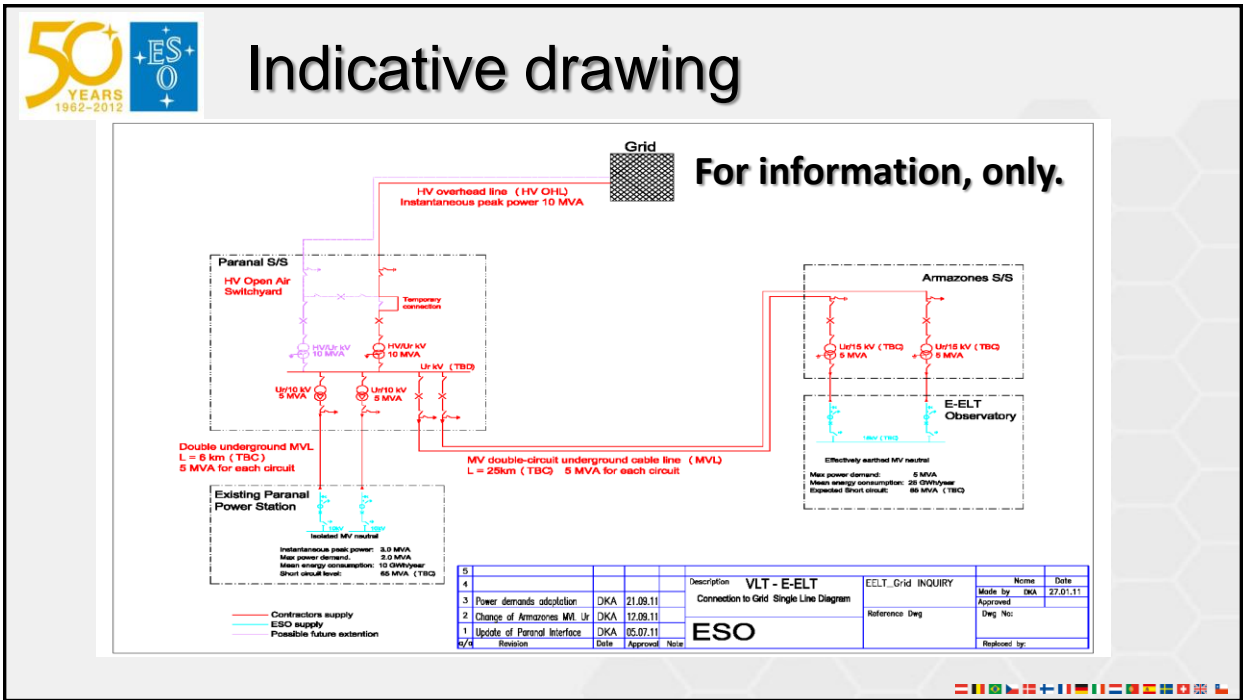 50
YEARS
1962–2012
ES
O
Indicative drawing
Grid
For information, only.
HV overhead line (HV OHL)
Instantaneous peak power 10 MVA
Paranal S/S
HV Open Air
Switchyard
Temporary
connection
HV/Ur kV
10 MVA
HV/Ur kV
10 MVA
Ur kV (TBD)
Ur/10 kV
5 MVA
Ur/10 kV
5 MVA
Armazones S/S
Ur/15 kV (TBC)
5 MVA
Ur/15 kV (TBC)
5 MVA
E-ELT
Observatory
15kV (TBC)
Effectively earthed MV neutral
Max power demand: 5 MVA
Mean energy consumption: 25 GWh/year
Expected Short circuit: 85 MVA (TBC)
Double underground MVL
L = 6 km (TBC)
5 MVA for each circuit
MV double-circuit underground cable line (MVL)
L = 25km (TBC) 5 MVA for each circuit
Existing Paranal
Power Station
10kV 10kV
Isolated MV neutral
Instantaneous peak power: 3.0 MVA
Max power demand. 2.0 MVA
Mean energy consumption: 10 GWh/year
Short circuit level: 65 MVA (TBC)
Contractors supply
ESO supply
Possible future extention
5
4
3 Power demands adaptation DKA 21.09.11
2 Change of Armazones MVL Ur DKA 12.09.11
1 Update of Paranal Interface DKA 05.07.11
a/a Revision Date Approval Note
Description VLT - E-ELT
Connection to Grid Single Line Diagram
ESO
EELT_Grid INQUIRY
Reference Dwg
Name Date
Made by DKA 27.01.11
Approved
Dwg No:
Replaced by: